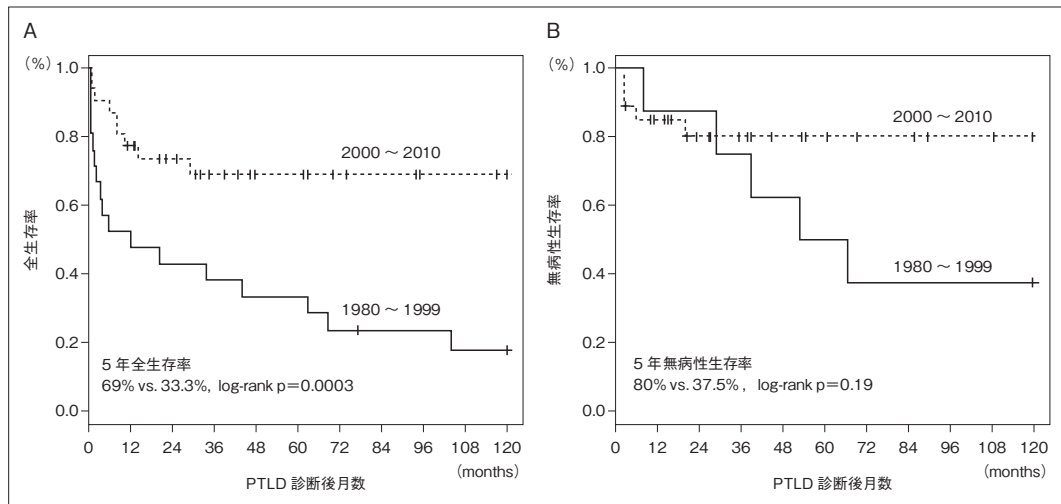 A
(%)
1.0
0.8
0.6
0.4
0.2
0.0
全生存率
2000～2010
1980～1999
5年全生存率
69% vs. 33.3%, log-rank p＝0.0003
0 12 24 36 48 60 72 84 96 108 120
(months)
PTLD 診断後月数
B
(%)
1.0
0.8
0.6
0.4
0.2
0.0
無病性生存率
2000～2010
1980～1999
5年無病性生存率
80% vs. 37.5%, log-rank p＝0.19
0 12 24 36 48 60 72 84 96 108 120
(months)
PTLD 診断後月数